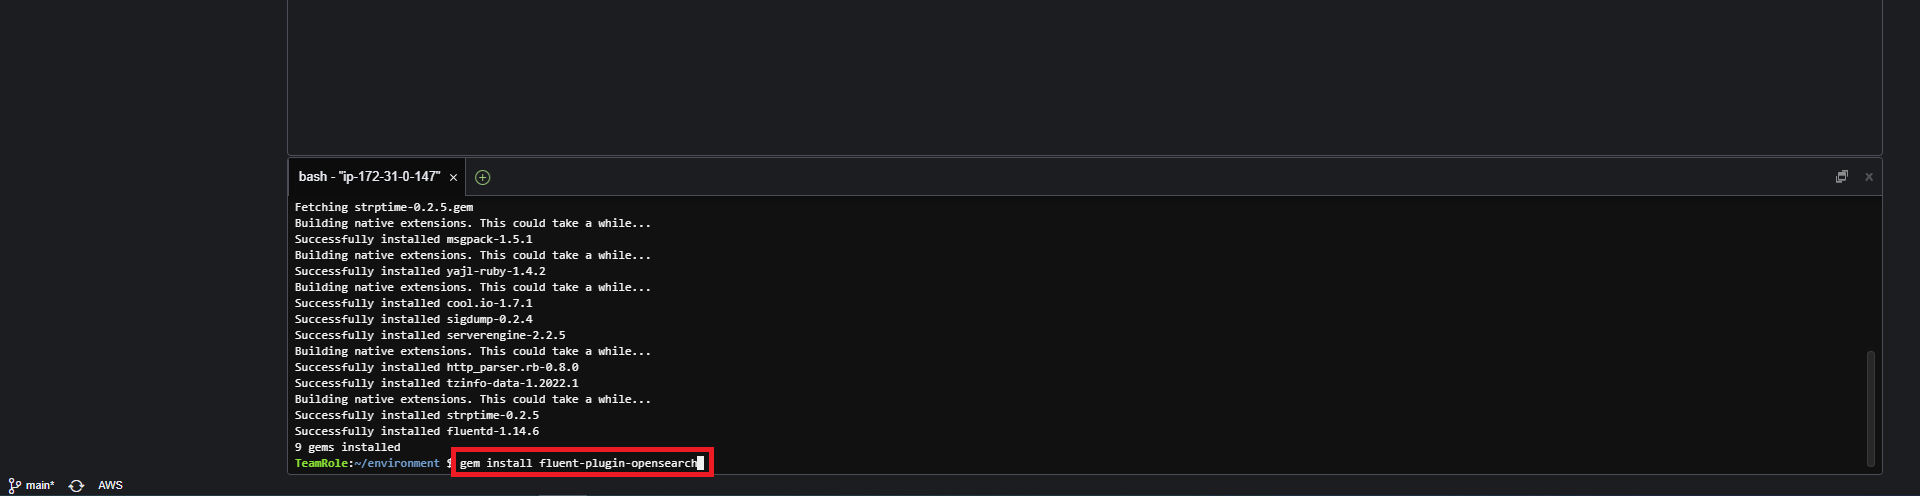 bash - "ip-172-31-0-147" ×
Fetching strptime-0.2.5.gem
Building native extensions. This could take a while...
Successfully installed msgpack-1.5.1
Building native extensions. This could take a while...
Successfully installed yajl-ruby-1.4.2
Building native extensions. This could take a while...
Successfully installed cool.io-1.7.1
Successfully installed sigdump-0.2.4
Successfully installed serverengine-2.2.5
Building native extensions. This could take a while...
Successfully installed http_parser.rb-0.8.0
Successfully installed tzinfo-data-1.2022.1
Building native extensions. This could take a while...
Successfully installed strptime-0.2.5
Successfully installed fluentd-1.14.6
9 gems installed
TeamRole:~/environment $ gem install fluent-plugin-opensearch
main* AWS